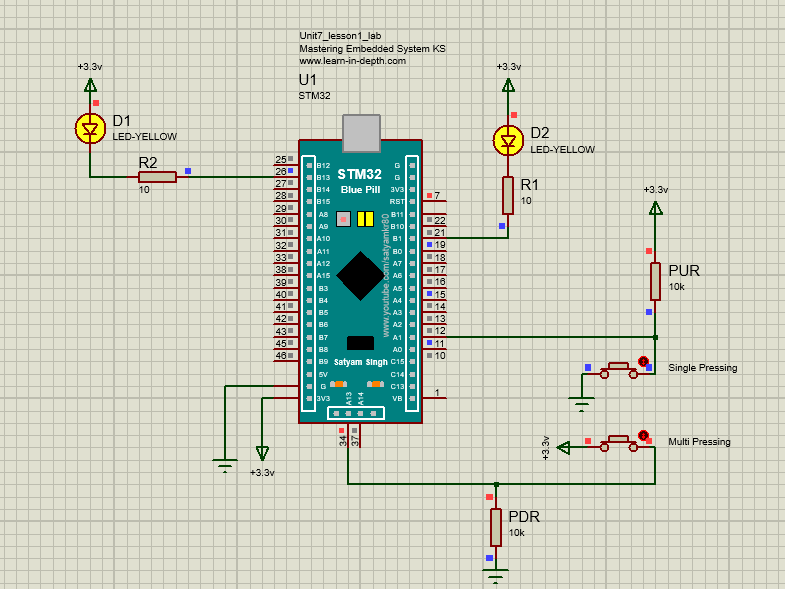 Unit7_lesson1_lab
Mastering Embedded System KS
www.learn-in-depth.com
U1
STM32
+3.3v
D1
LED-YELLOW
R2
10
+3.3v
D2
LED-YELLOW
R1
10
+3.3v
PUR
10k
Single Pressing
+3.3v
Multi Pressing
PDR
10k
+3.3v
STM32
Blue Pill
www.youtube.com/satyamkr80
Satyam Singh
25 B12
26 B13
27 B14
28 B15
29 A8
30 A9
31 A10
32 A11
33 A12
38 A15
39 B3
40 B4
41 B5
42 B6
43 B7
45 B8
46 B9
5V
G
3V3
G
G
3V3
RST 7
B11 22
B10 21
B1 19
B0 18
A7 17
A6 16
A5 15
A4 14
A3 13
A2 12
A1 11
A0 10
C15
C14
C13
VB 1
A13
A14
34
37